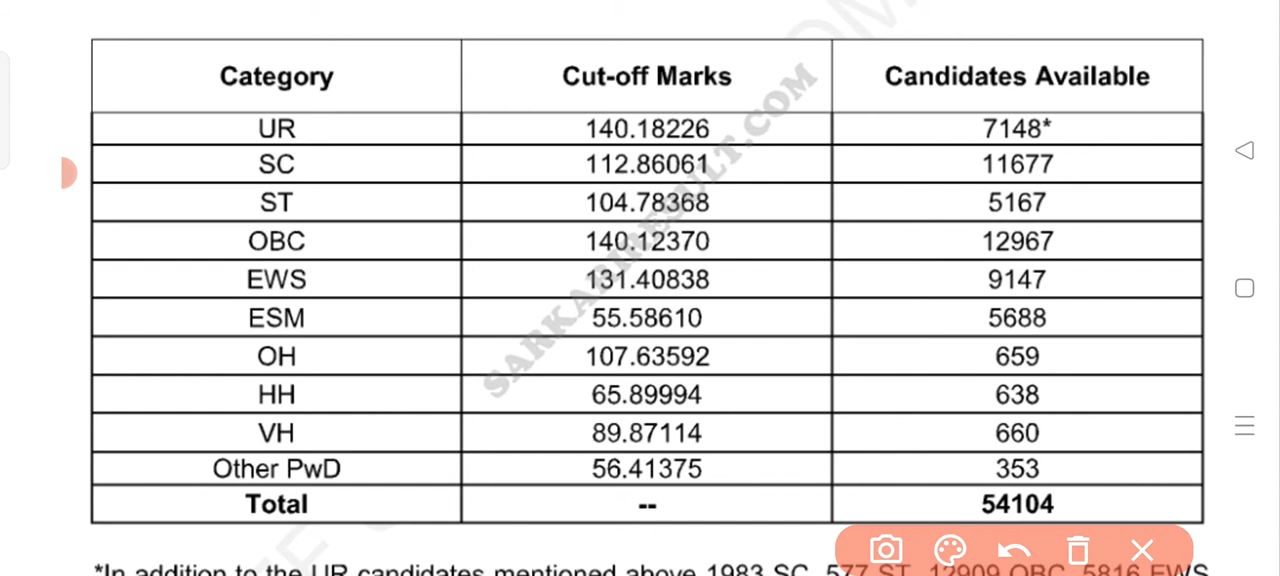 Category Cut-off Marks Candidates Available
UR 140.18226 7148*
SC 112.86061 11677
ST 104.78368 5167
OBC 140.12370 12967
EWS 131.40838 9147
ESM 55.58610 5688
OH 107.63592 659
HH 65.89994 638
VH 89.87114 660
Other PwD 56.41375 353
Total -- 54104
SARKARIRESULT.COM
*In addition to the UR candidates mentioned above 1983 SC, 577 ST, 12909 OBC, 5816 EWS